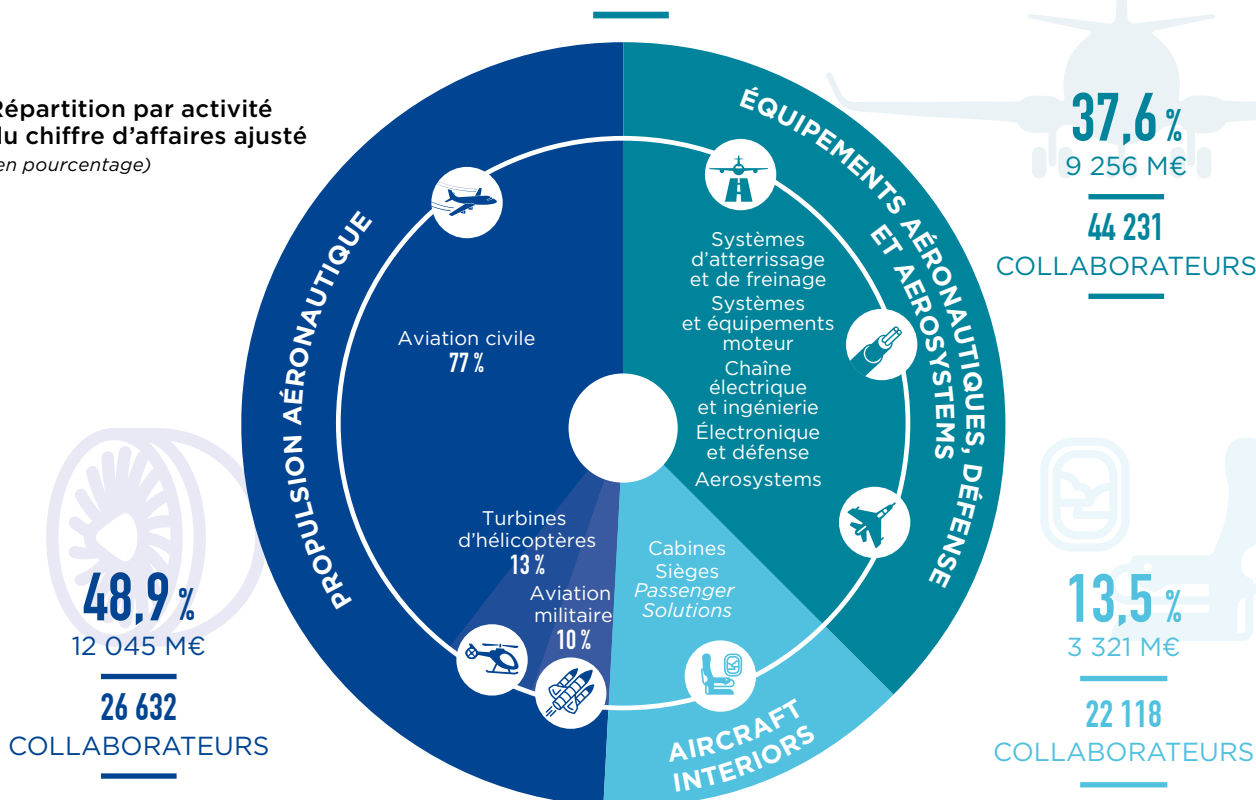 Répartition par activité
du chiffre d'affaires ajusté
(en pourcentage)
PROPULSION AÉRONAUTIQUE
Aviation civile
77 %
Turbines
d'hélicoptères
13 %
Aviation
militaire
10 %
48,9 %
12 045 M€
26 632
COLLABORATEURS
ÉQUIPEMENTS AÉRONAUTIQUES, DÉFENSE
ET AEROSYSTEMS
Systèmes
d'atterrissage
et de freinage
Systèmes
et équipements
moteur
Chaîne
électrique
et ingénierie
Électronique
et défense
Aerosystems
37,6 %
9 256 M€
44 231
COLLABORATEURS
Cabines
Sièges
Passenger
Solutions
AIRCRAFT
INTERIORS
13,5 %
3 321 M€
22 118
COLLABORATEURS